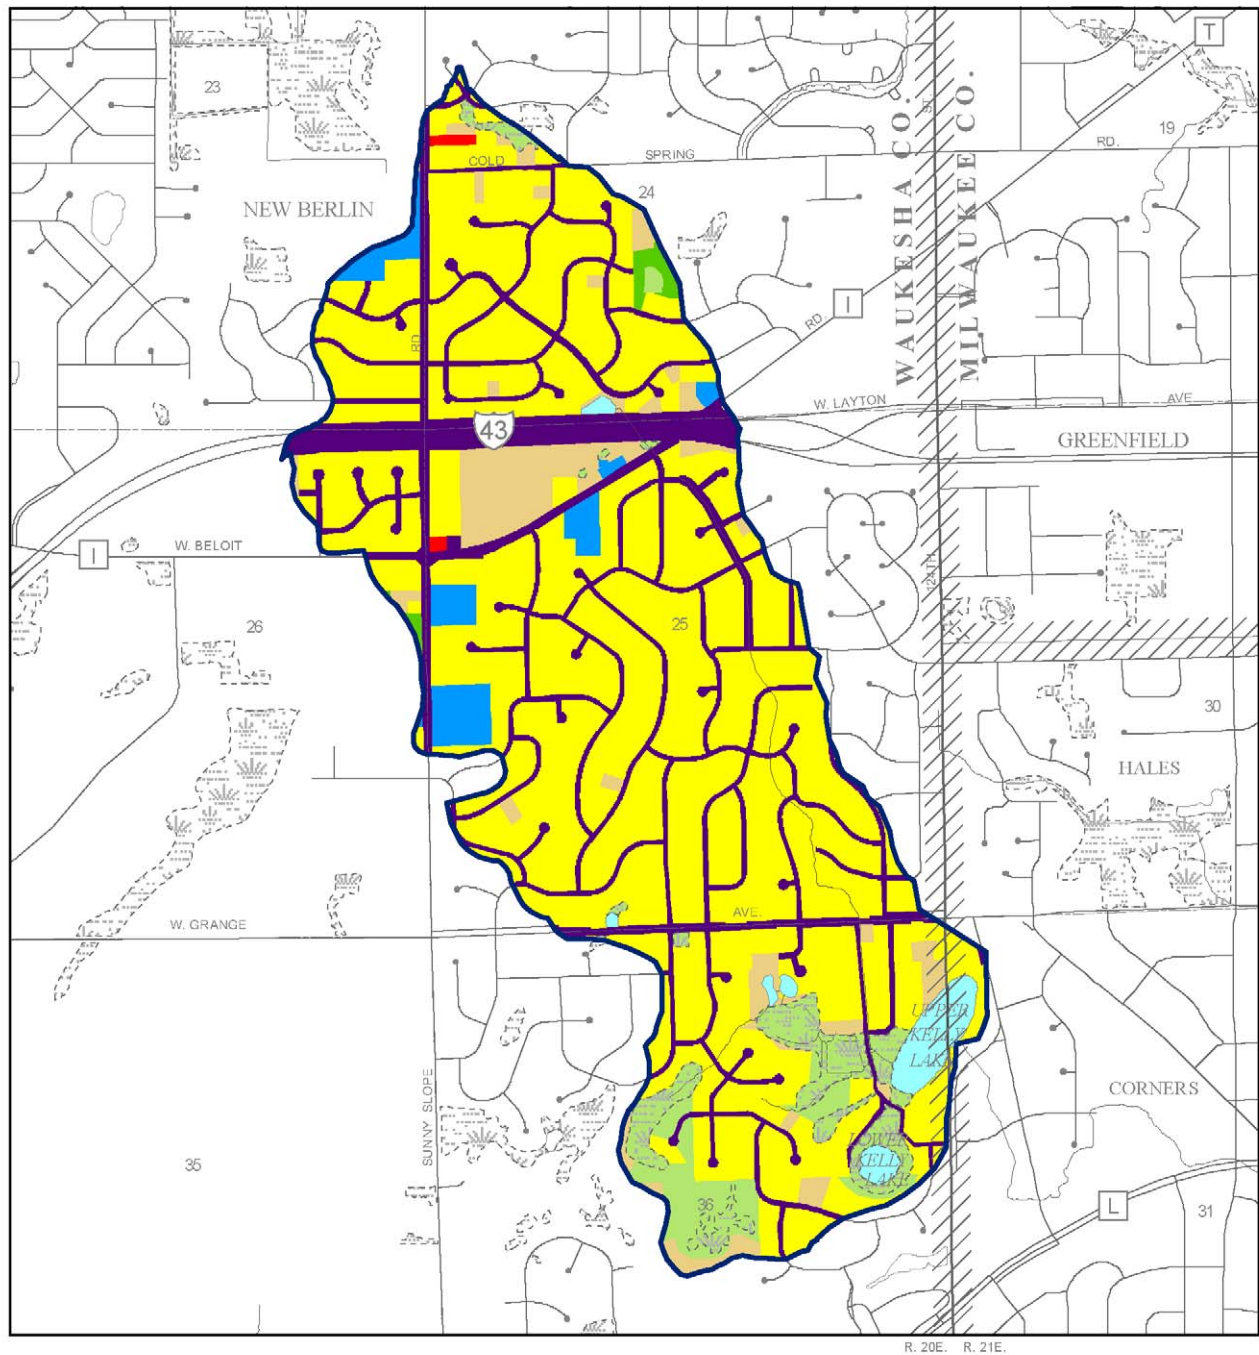 T
23
19
WAUKESHA CO.
MILWAUKEE CO.
ST.
COLD
SPRING
RD.
24
NEW BERLIN
I
RD.
RD.
W. LAYTON
AVE
43
GREENFIELD
W. BELOIT
I
124TH
26
25
30
HALES
W. GRANGE
AVE.
UPPER
KELLY
LAKE
SUNNY SLOPE
CORNERS
LOWER
KELLY
LAKE
35
36
L
31
R. 20E. R. 21E.